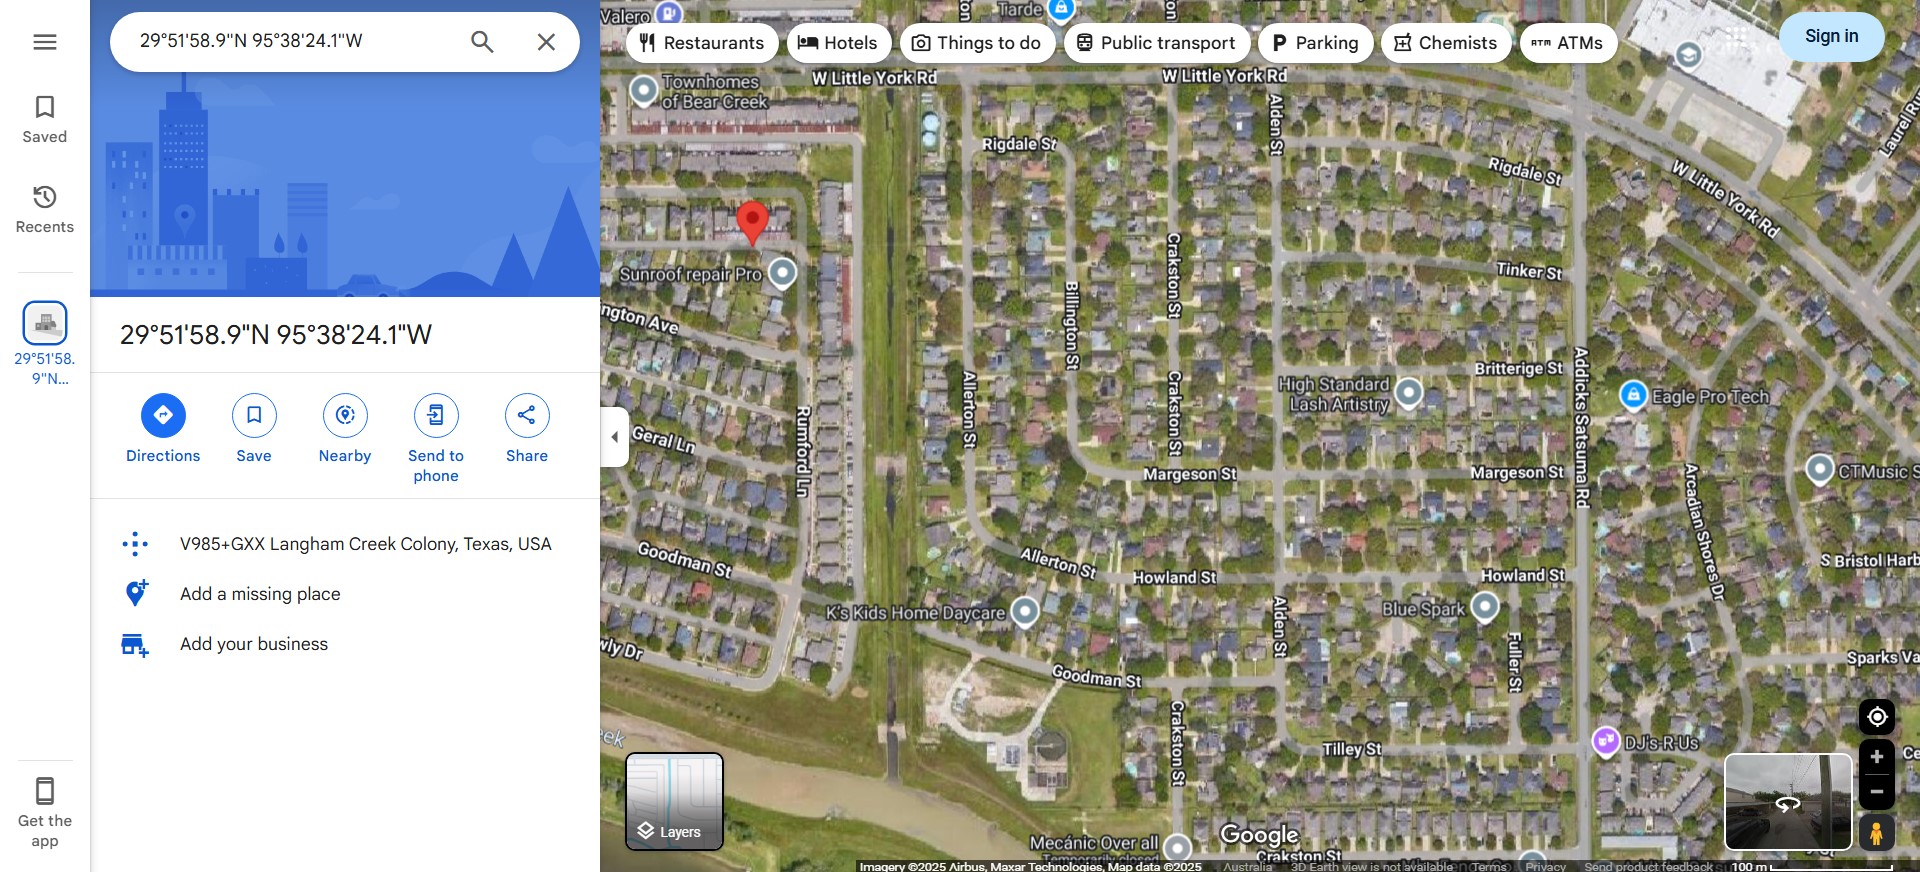 29°51'58.9"N 95°38'24.1"W
Saved
Recents
29°51'58.
9"N...
Get the
app
29°51'58.9"N 95°38'24.1"W
Directions
Save
Nearby
Send to
phone
Share
V985+GXX Langham Creek Colony, Texas, USA
Add a missing place
Add your business
Restaurants
Hotels
Things to do
Public transport
Parking
Chemists
ATM
ATMs
Sign in
Valero
Tarde
Townhomes
of Bear Creek
W Little York Rd
W Little York Rd
W Little York Rd
Rigdale St
Alden St
Rigdale St
Laurel Ru
Sunroof repair Pro
ington Ave
Crakston St
Tinker St
Billington St
Allerton St
Crakston St
Britterige St
High Standard
Lash Artistry
Addicks Satsuma Rd
Eagle Pro Tech
Rumford Ln
Geral Ln
Margeson St
Margeson St
CTMusic S
Arcadian Shores Dr
Goodman St
Allerton St
Howland St
Howland St
S Bristol Harb
K's Kids Home Daycare
Alden St
Blue Spark
Fuller St
wly Dr
Goodman St
Sparks Va
eek
Crakston St
Tilley St
DJ's-R-Us
Ce
Layers
Mecánic Over all
Temporarily closed
Google
Crakston St
Imagery ©2025 Airbus, Maxar Technologies, Map data ©2025
Australia
3D Earth view is not available
Terms
Privacy
Send product feedback
100 m